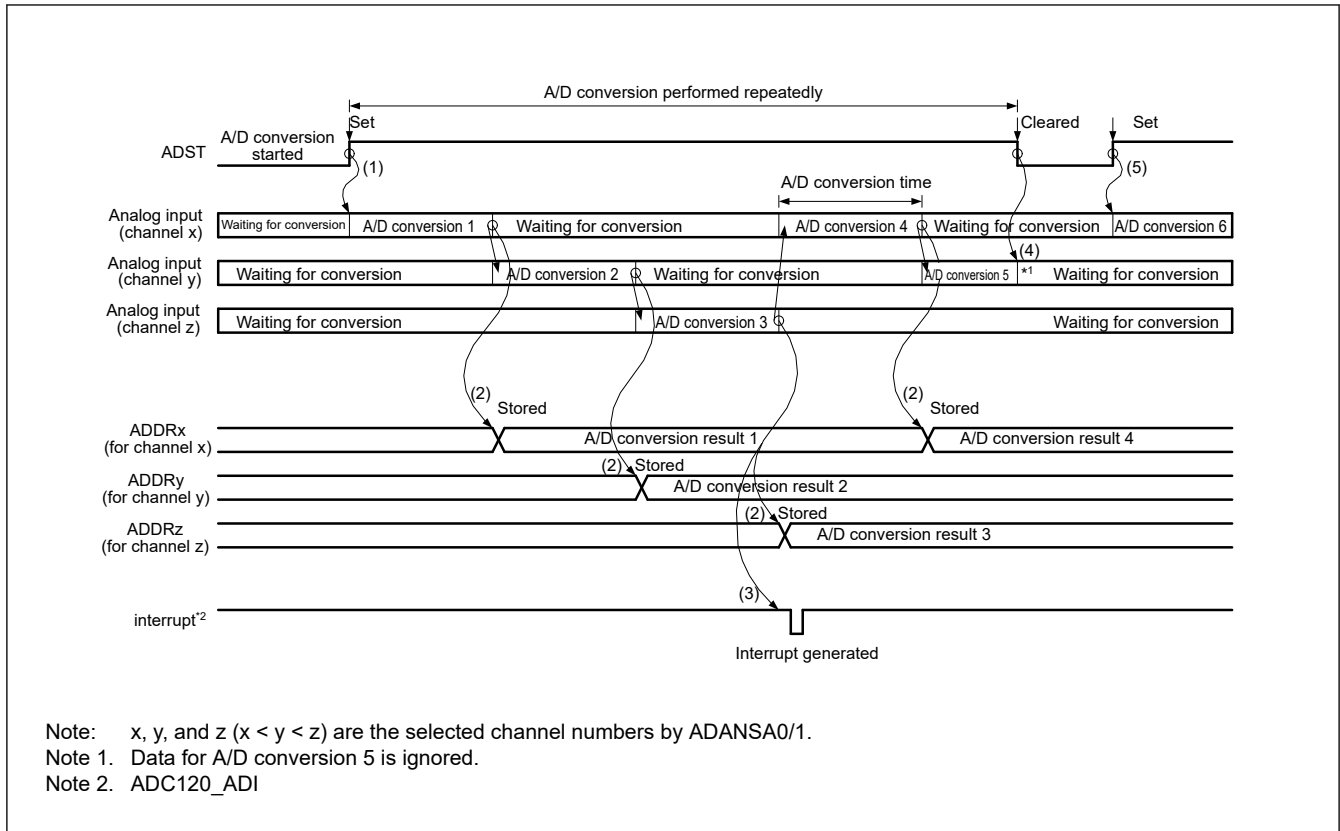 A/D conversion performed repeatedly
Set
Cleared
Set
A/D conversion
started
ADST
(1)
(5)
A/D conversion time
Analog input
(channel x)
Waiting for conversion
A/D conversion 1
Waiting for conversion
A/D conversion 4
Waiting for conversion
A/D conversion 6
(4)
Analog input
(channel y)
Waiting for conversion
A/D conversion 2
Waiting for conversion
A/D conversion 5
*1
Waiting for conversion
Analog input
(channel z)
Waiting for conversion
A/D conversion 3
Waiting for conversion
(2)
Stored
(2)
Stored
ADDRx
(for channel x)
A/D conversion result 1
A/D conversion result 4
(2)
Stored
ADDRy
(for channel y)
A/D conversion result 2
(2)
Stored
ADDRz
(for channel z)
A/D conversion result 3
(3)
interrupt*2
Interrupt generated
Note: x, y, and z (x < y < z) are the selected channel numbers by ADANSA0/1.
Note 1. Data for A/D conversion 5 is ignored.
Note 2. ADC120_ADI